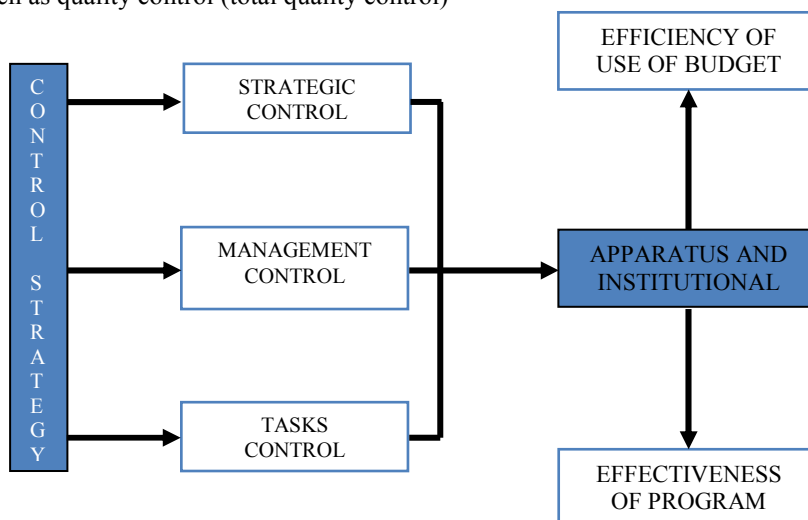 as quality control (total quality control)
EFFICIENCY OF
USE OF BUDGET
C
O
N
T
R
O
L
S
T
R
A
T
E
G
Y
STRATEGIC
CONTROL
MANAGEMENT
CONTROL
APPARATUS AND
INSTITUTIONAL
TASKS
CONTROL
EFFECTIVENESS
OF PROGRAM